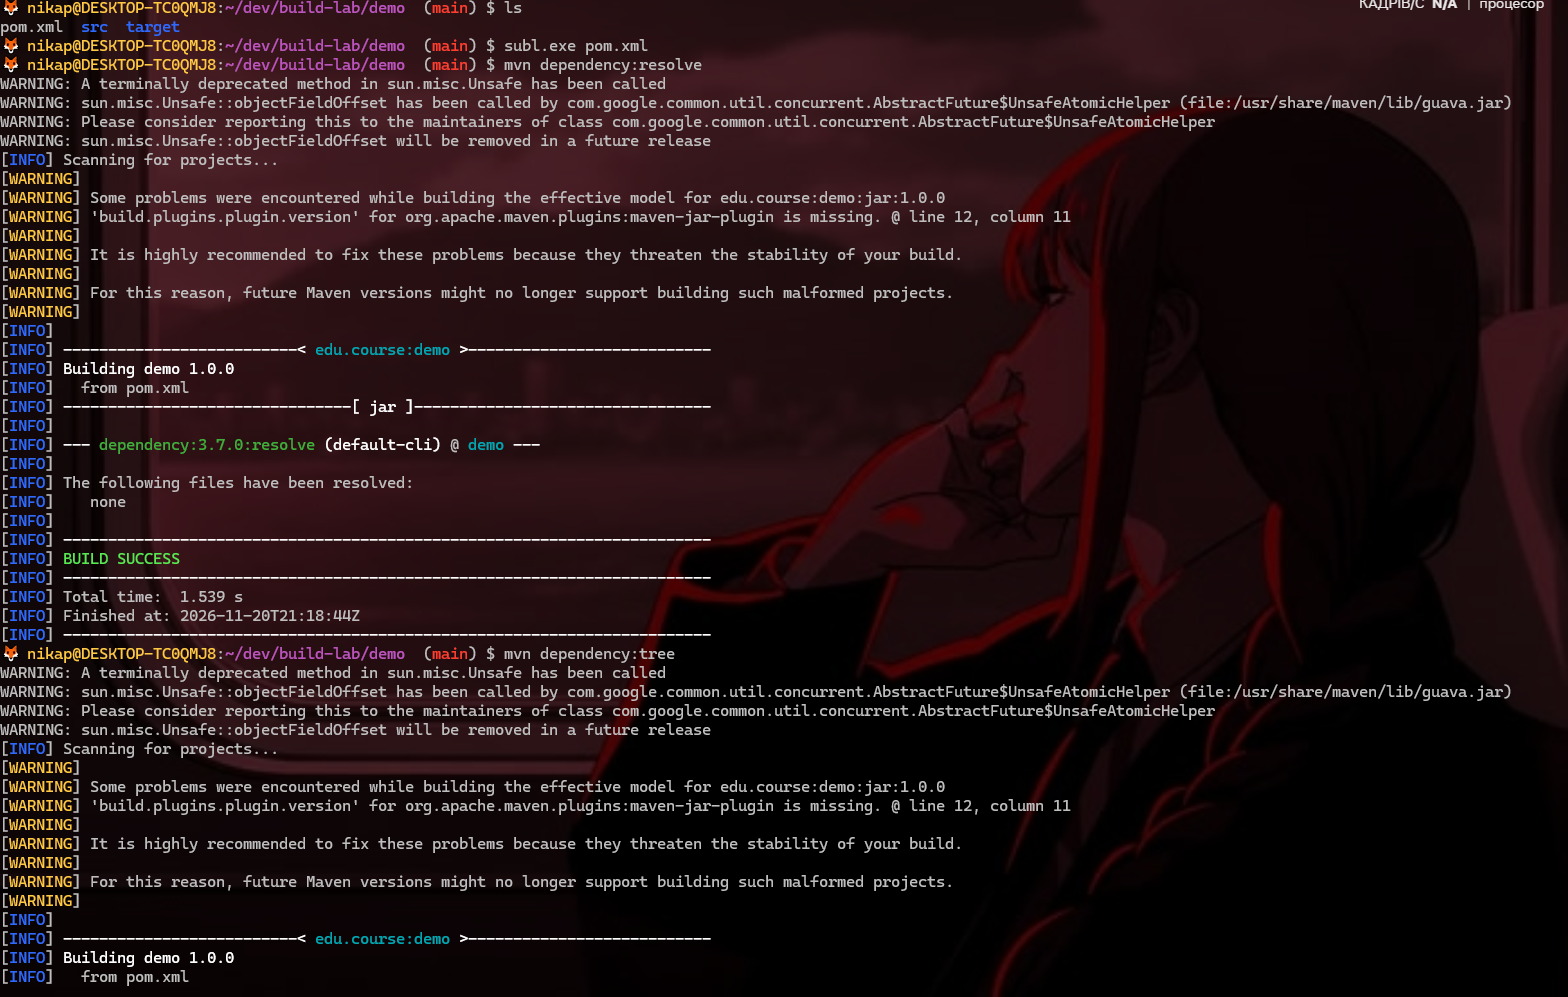 КАДРІВ/С N/A | процесор
nikap@DESKTOP-TC0QMJ8:~/dev/build-lab/demo (main) $ ls
pom.xml src target
nikap@DESKTOP-TC0QMJ8:~/dev/build-lab/demo (main) $ subl.exe pom.xml
nikap@DESKTOP-TC0QMJ8:~/dev/build-lab/demo (main) $ mvn dependency:resolve
WARNING: A terminally deprecated method in sun.misc.Unsafe has been called
WARNING: sun.misc.Unsafe::objectFieldOffset has been called by com.google.common.util.concurrent.AbstractFuture$UnsafeAtomicHelper (file:/usr/share/maven/lib/guava.jar)
WARNING: Please consider reporting this to the maintainers of class com.google.common.util.concurrent.AbstractFuture$UnsafeAtomicHelper
WARNING: sun.misc.Unsafe::objectFieldOffset will be removed in a future release
[INFO] Scanning for projects...
[WARNING]
[WARNING] Some problems were encountered while building the effective model for edu.course:demo:jar:1.0.0
[WARNING] 'build.plugins.plugin.version' for org.apache.maven.plugins:maven-jar-plugin is missing. @ line 12, column 11
[WARNING]
[WARNING] It is highly recommended to fix these problems because they threaten the stability of your build.
[WARNING]
[WARNING] For this reason, future Maven versions might no longer support building such malformed projects.
[WARNING]
[INFO]
[INFO] --------------------------< edu.course:demo >---------------------------
[INFO] Building demo 1.0.0
[INFO]   from pom.xml
[INFO] --------------------------------[ jar ]---------------------------------
[INFO]
[INFO] --- dependency:3.7.0:resolve (default-cli) @ demo ---
[INFO]
[INFO] The following files have been resolved:
[INFO]    none
[INFO]
[INFO] ------------------------------------------------------------------------
[INFO] BUILD SUCCESS
[INFO] ------------------------------------------------------------------------
[INFO] Total time:  1.539 s
[INFO] Finished at: 2026-11-20T21:18:44Z
[INFO] ------------------------------------------------------------------------
nikap@DESKTOP-TC0QMJ8:~/dev/build-lab/demo (main) $ mvn dependency:tree
WARNING: A terminally deprecated method in sun.misc.Unsafe has been called
WARNING: sun.misc.Unsafe::objectFieldOffset has been called by com.google.common.util.concurrent.AbstractFuture$UnsafeAtomicHelper (file:/usr/share/maven/lib/guava.jar)
WARNING: Please consider reporting this to the maintainers of class com.google.common.util.concurrent.AbstractFuture$UnsafeAtomicHelper
WARNING: sun.misc.Unsafe::objectFieldOffset will be removed in a future release
[INFO] Scanning for projects...
[WARNING]
[WARNING] Some problems were encountered while building the effective model for edu.course:demo:jar:1.0.0
[WARNING] 'build.plugins.plugin.version' for org.apache.maven.plugins:maven-jar-plugin is missing. @ line 12, column 11
[WARNING]
[WARNING] It is highly recommended to fix these problems because they threaten the stability of your build.
[WARNING]
[WARNING] For this reason, future Maven versions might no longer support building such malformed projects.
[WARNING]
[INFO]
[INFO] --------------------------< edu.course:demo >---------------------------
[INFO] Building demo 1.0.0
[INFO]   from pom.xml